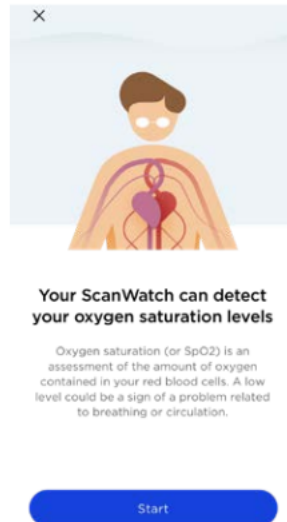 Your ScanWatch can detect
your oxygen saturation levels
Oxygen saturation (or SpO2) is an
assessment of the amount of oxygen
contained in your red blood cells. A low
level could be a sign of a problem related
to breathing or circulation.
Start